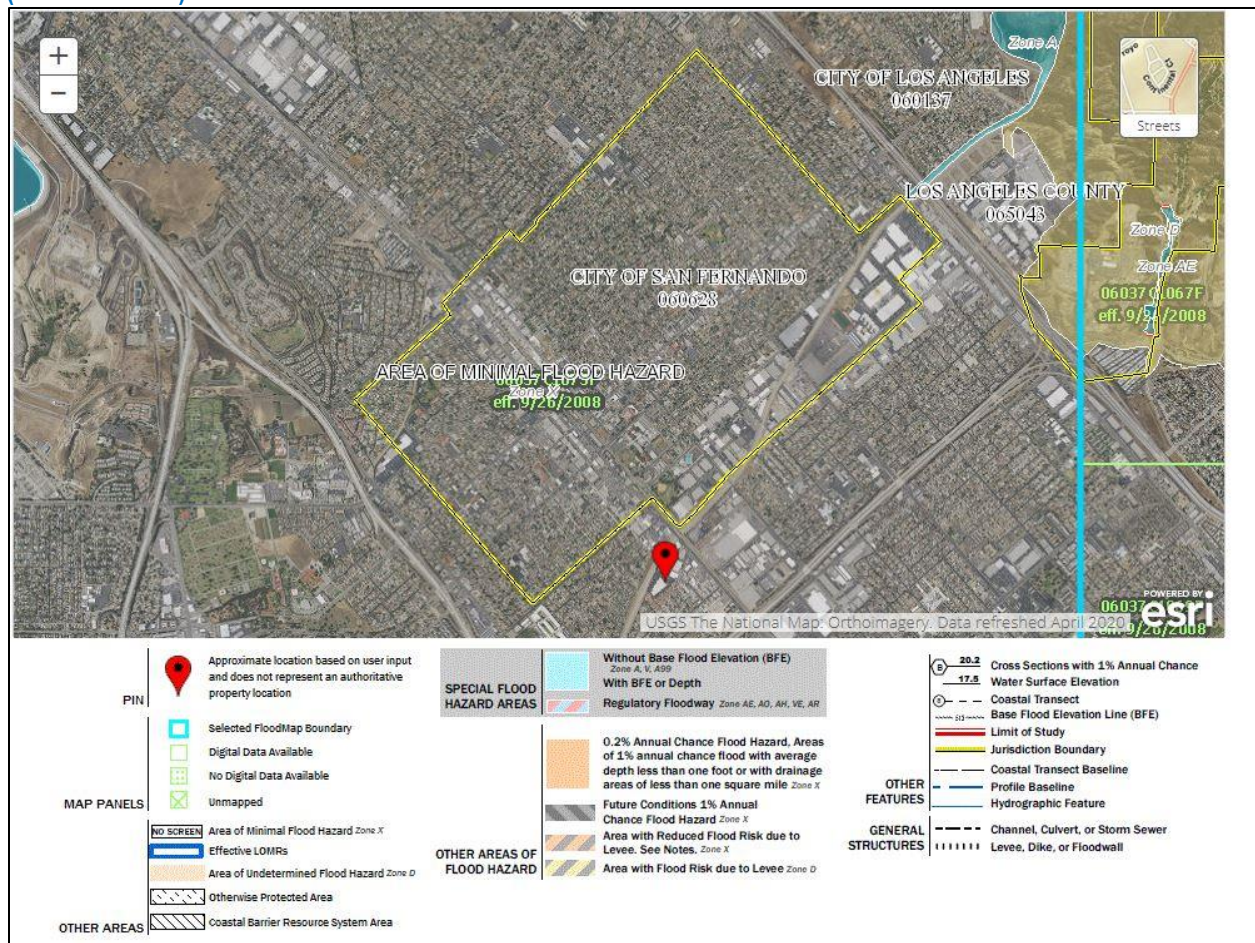 +
−
Zone A
CITY OF LOS ANGELES
060137
Streets
LOS ANGELES COUNTY
065043
Zone D
Zone AE
eff.
/2008
CITY OF SAN FERNANDO
060628
AREA OF MINIMAL FLOOD HAZARD
Zone X
eff. 9/26/2008
POWERED BY
esri
USGS The National Map: Orthoimagery. Data refreshed April 2020
PIN
Approximate location based on user input
and does not represent an authoritative
property location
MAP PANELS
Selected FloodMap Boundary
Digital Data Available
No Digital Data Available
Unmapped
OTHER AREAS
NO SCREEN Area of Minimal Flood Hazard Zone X
Effective LOMRs
Area of Undetermined Flood Hazard Zone D
Otherwise Protected Area
Coastal Barrier Resource System Area
SPECIAL FLOOD
HAZARD AREAS
Without Base Flood Elevation (BFE)
Zone A, V, A99
With BFE or Depth
Regulatory Floodway Zone AE, AO, AH, VE, AR
OTHER AREAS OF
FLOOD HAZARD
0.2% Annual Chance Flood Hazard, Areas
of 1% annual chance flood with average
depth less than one foot or with drainage
areas of less than one square mile Zone X
Future Conditions 1% Annual
Chance Flood Hazard Zone X
Area with Reduced Flood Risk due to
Levee. See Notes. Zone X
Area with Flood Risk due to Levee Zone D
OTHER
FEATURES
B 20.2 Cross Sections with 1% Annual Chance
17.5 Water Surface Elevation
8 Coastal Transect
513 Base Flood Elevation Line (BFE)
Limit of Study
Jurisdiction Boundary
Coastal Transect Baseline
Profile Baseline
Hydrographic Feature
GENERAL
STRUCTURES
Channel, Culvert, or Storm Sewer
Levee, Dike, or Floodwall